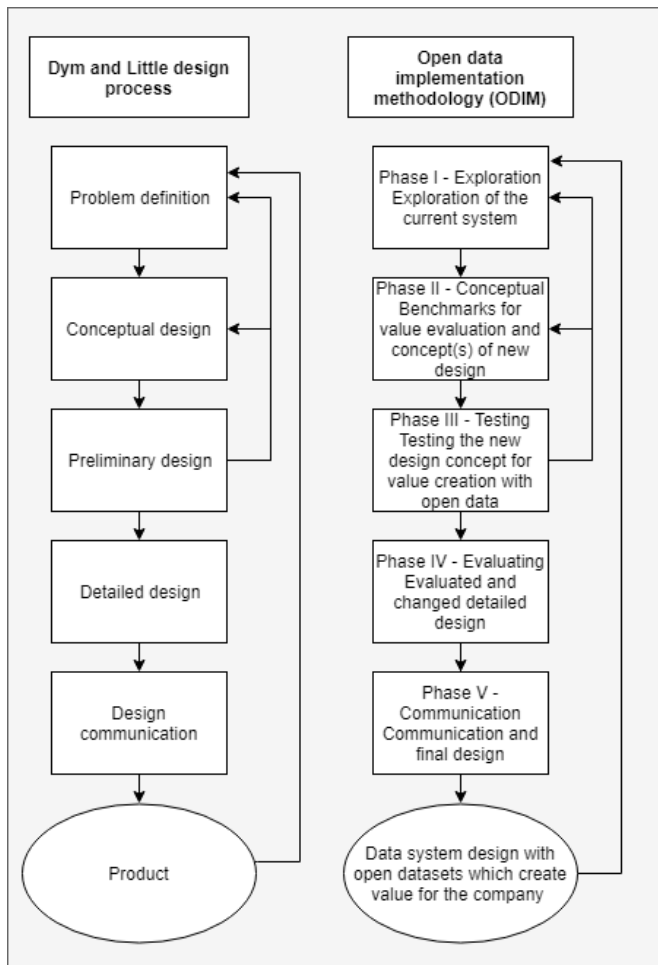 Dym and Little design
process
Open data
implementation
methodology (ODIM)
Problem definition
Conceptual design
Preliminary design
Detailed design
Design
communication
Product
Phase I - Exploration
Exploration of the
current system
Phase II - Conceptual
Benchmarks for
value evaluation and
concept(s) of new
design
Phase III - Testing
Testing the new
design concept for
value creation with
open data
Phase IV - Evaluating
Evaluated and
changed detailed
design
Phase V -
Communication
Communication and
final design
Data system design with
open datasets which create
value for the company